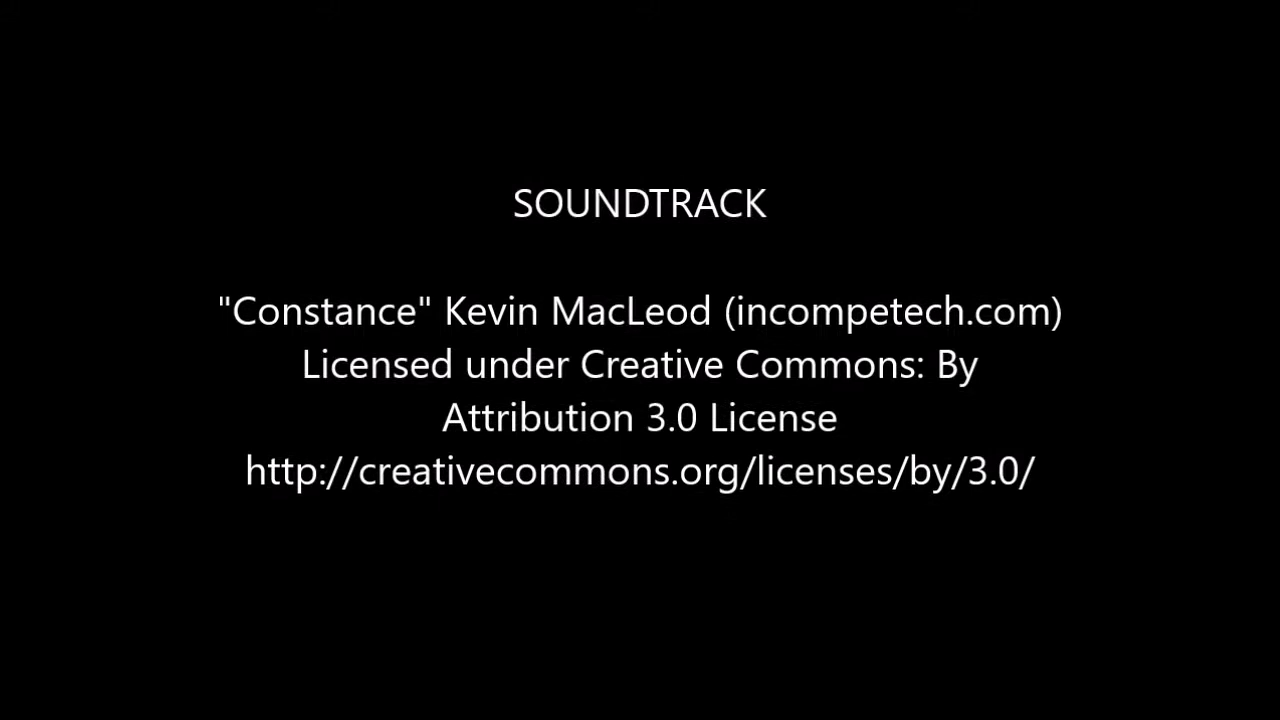 SOUNDTRACK
"Constance" Kevin MacLeod (incompetech.com)
Licensed under Creative Commons: By
Attribution 3.0 License
http://creativecommons.org/licenses/by/3.0/